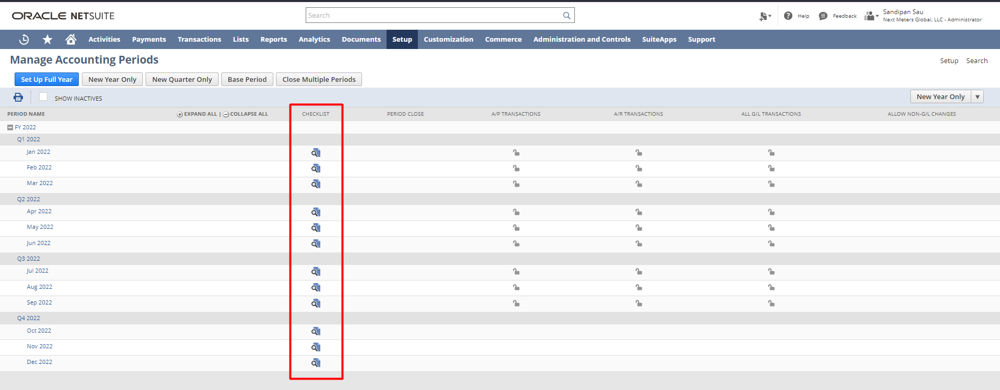 ORACLE NETSUITE
Search
Help
Feedback
Sandipan Sau
Next Meters Global, LLC - Administrator
Activities Payments Transactions Lists Reports Analytics Documents Setup Customization Commerce Administration and Controls SuiteApps Support
Manage Accounting Periods
Setup Search
Set Up Full Year New Year Only New Quarter Only Base Period Close Multiple Periods
SHOW INACTIVES
New Year Only
PERIOD NAME EXPAND ALL | COLLAPSE ALL CHECKLIST PERIOD CLOSE A/P TRANSACTIONS A/R TRANSACTIONS ALL G/L TRANSACTIONS ALLOW NON-G/L CHANGES
FY 2022
Q1 2022
Jan 2022
Feb 2022
Mar 2022
Q2 2022
Apr 2022
May 2022
Jun 2022
Q3 2022
Jul 2022
Aug 2022
Sep 2022
Q4 2022
Oct 2022
Nov 2022
Dec 2022